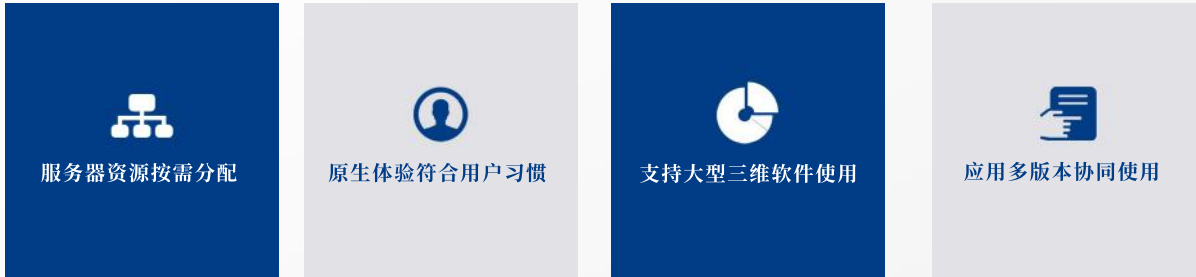 服务器资源按需分配
原生体验符合用户习惯
支持大型三维软件使用
应用多版本协同使用